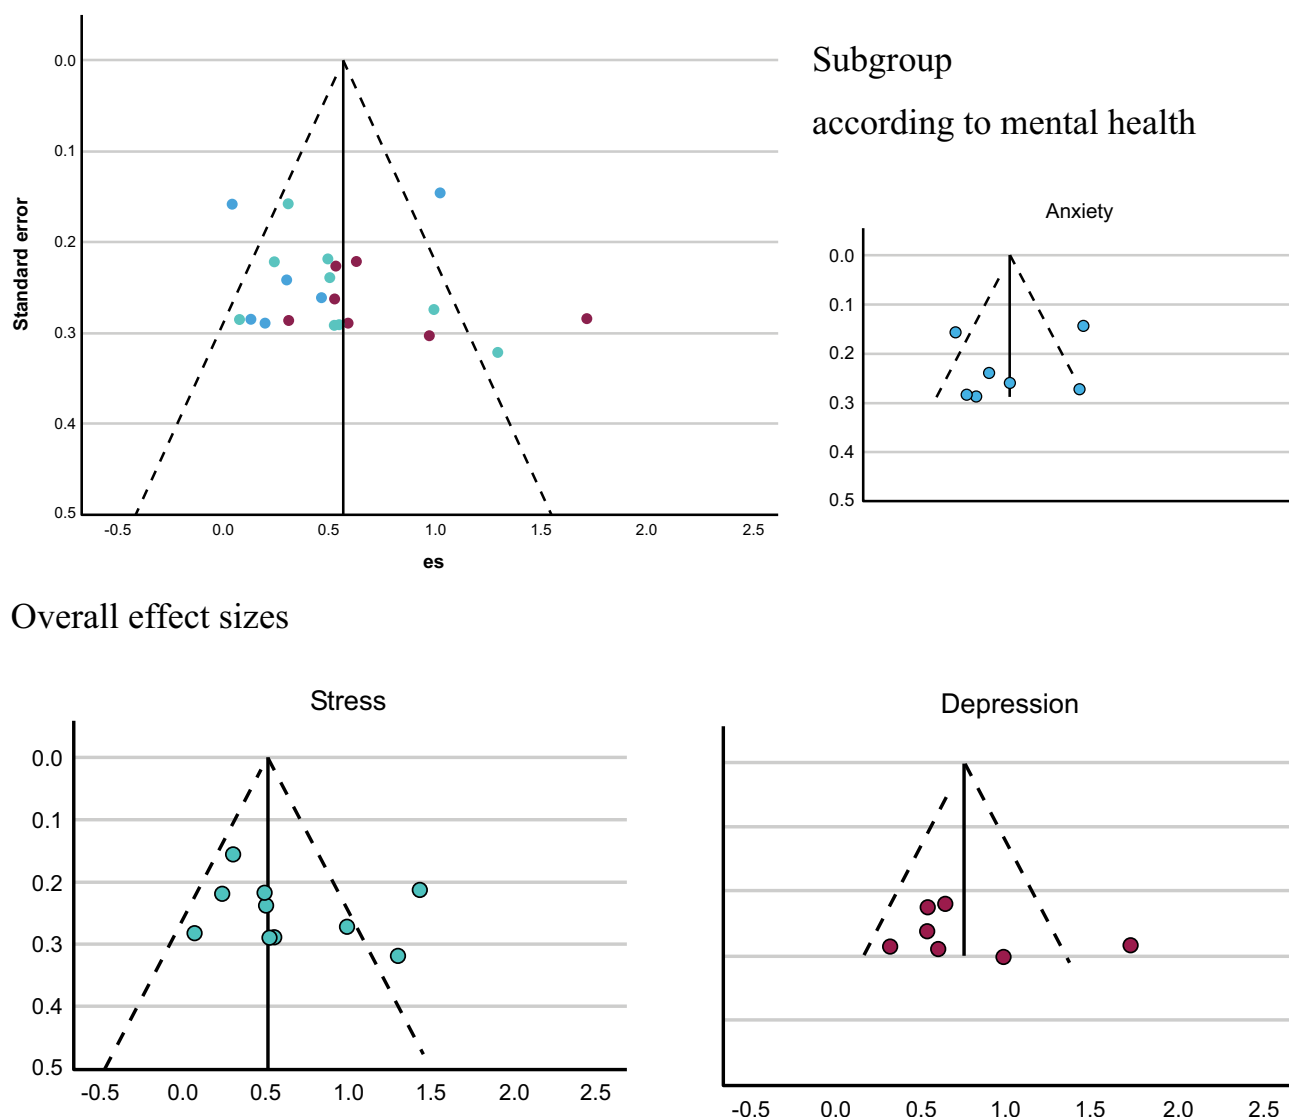 0.0
0.1
0.2
0.3
0.4
0.5
Standard error
-0.5 0.0 0.5 1.0 1.5 2.0 2.5
es
Subgroup
according to mental health
Anxiety
0.0
0.1
0.2
0.3
0.4
0.5
Overall effect sizes
Stress
0.0
0.1
0.2
0.3
0.4
0.5
-0.5 0.0 0.5 1.0 1.5 2.0 2.5
Depression
-0.5 0.0 0.5 1.0 1.5 2.0 2.5